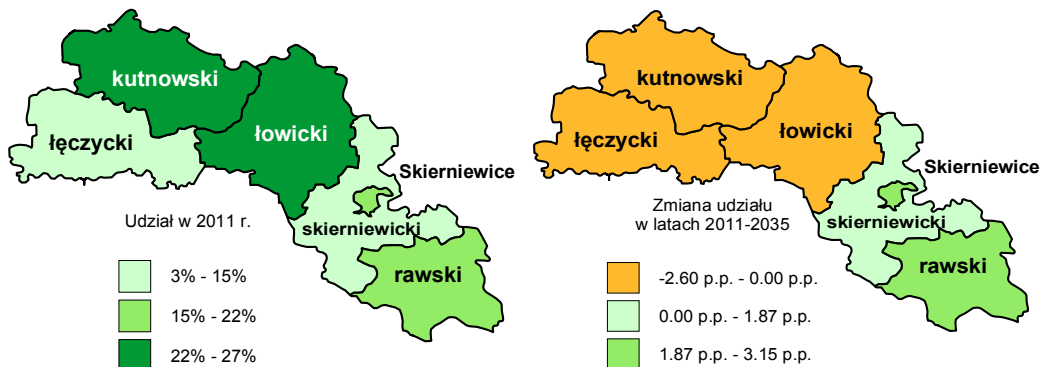 kutnowski
łęczycki
łowicki
Skierniewice
skierniewicki
rawski
Udział w 2011 r.
3% - 15%
15% - 22%
22% - 27%
kutnowski
łęczycki
łowicki
Skierniewice
skierniewicki
rawski
Zmiana udziału
w latach 2011-2035
-2.60 p.p. - 0.00 p.p.
0.00 p.p. - 1.87 p.p.
1.87 p.p. - 3.15 p.p.